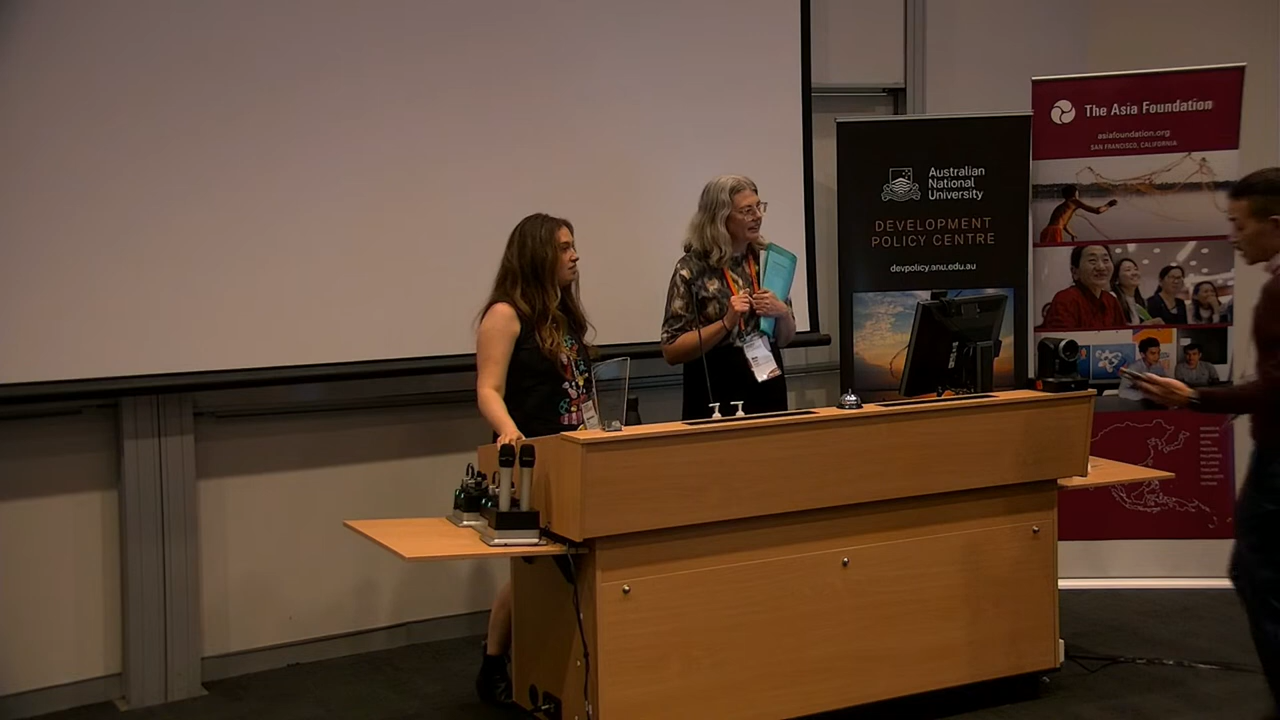 Australian
National
University
DEVELOPMENT
POLICY CENTRE
devpolicy.anu.edu.au
The Asia Foundation
asiafoundation.org
SAN FRANCISCO, CALIFORNIA